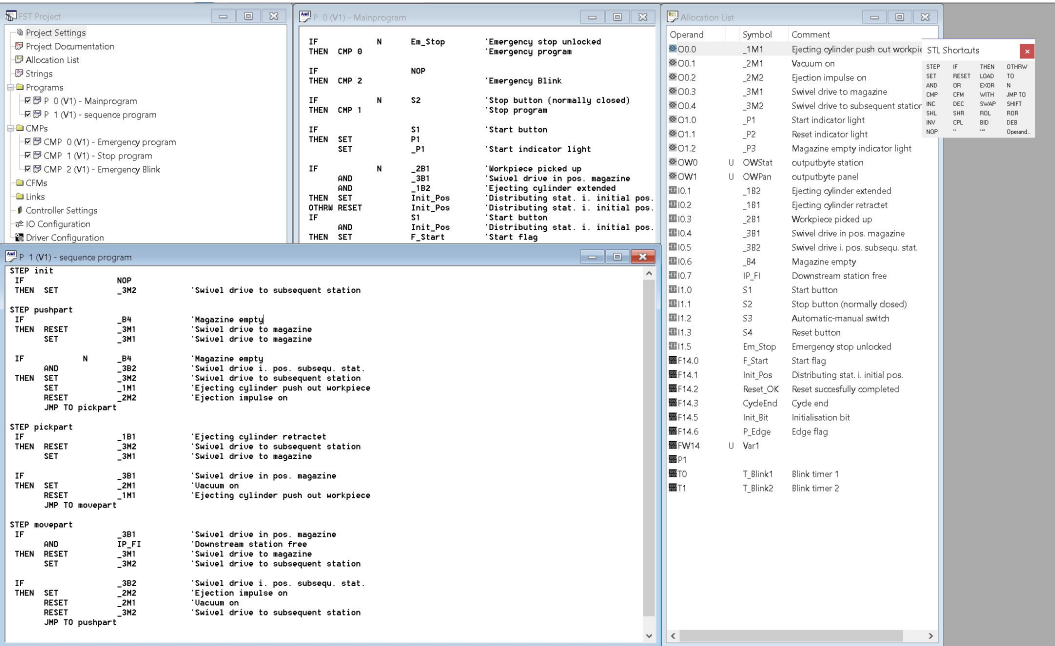 FST Project
Project Settings
Project Documentation
Allocation List
Strings
Programs
P 0 (V1) - Mainprogram
P 1 (V1) - sequence program
CMPs
CMP 0 (V1) - Emergency program
CMP 1 (V1) - Stop program
CMP 2 (V1) - Emergency Blink
CFMs
Links
Controller Settings
IO Configuration
Driver Configuration
P 0 (V1) - Mainprogram
IF N Em_Stop 'Emergency stop unlocked
THEN CMP 0 'Emergency program
IF NOP
THEN CMP 2 'Emergency Blink
IF N S2 'Stop button (normally closed)
THEN CMP 1 'Stop program
IF S1 'Start button
THEN SET P1
SET _P1 'Start indicator light
IF N _2B1 'Workpiece picked up
AND _3B1 'Swivel drive in pos. magazine
AND _1B2 'Ejecting cylinder extended
THEN SET Init_Pos 'Distributing stat. i. initial pos.
OTHRW RESET Init_Pos 'Distributing stat. i. initial pos.
IF S1 'Start button
AND Init_Pos 'Distributing stat. i. initial pos.
THEN SET F_Start 'Start flag
P 1 (V1) - sequence program
STEP init
IF NOP
THEN SET _3M2 'Swivel drive to subsequent station
STEP pushpart
IF _B4 'Magazine empty
THEN RESET _3M1 'Swivel drive to magazine
SET _3M1 'Swivel drive to magazine
IF N _B4 'Magazine empty
AND _3B2 'Swivel drive i. pos. subsequ. stat.
THEN SET _3M2 'Swivel drive to subsequent station
SET _1M1 'Ejecting cylinder push out workpiece
RESET _2M2 'Ejection impulse on
JMP TO pickpart
STEP pickpart
IF _1B1 'Ejecting cylinder retractet
THEN RESET _3M2 'Swivel drive to subsequent station
SET _3M1 'Swivel drive to magazine
IF _3B1 'Swivel drive in pos. magazine
THEN SET _2M1 'Vacuum on
RESET _1M1 'Ejecting cylinder push out workpiece
JMP TO movepart
STEP movepart
IF _3B1 'Swivel drive in pos. magazine
AND IP_FI 'Downstream station free
THEN RESET _3M1 'Swivel drive to magazine
SET _3M2 'Swivel drive to subsequent station
IF _3B2 'Swivel drive i. pos. subsequ. stat.
THEN SET _2M2 'Ejection impulse on
RESET _2M1 'Vacuum on
RESET _3M2 'Swivel drive to subsequent station
JMP TO pushpart
Allocation List
Operand Symbol Comment
O0.0 _1M1 Ejecting cylinder push out workpie
O0.1 _2M1 Vacuum on
O0.2 _2M2 Ejection impulse on
O0.3 _3M1 Swivel drive to magazine
O0.4 _3M2 Swivel drive to subsequent station
O1.0 _P1 Start indicator light
O1.1 _P2 Reset indicator light
O1.2 _P3 Magazine empty indicator light
OW0 U OWStat outputbyte station
OW1 U OWPan outputbyte panel
I0.1 _1B2 Ejecting cylinder extended
I0.2 _1B1 Ejecting cylinder retractet
I0.3 _2B1 Workpiece picked up
I0.4 _3B1 Swivel drive in pos. magazine
I0.5 _3B2 Swivel drive i. pos. subsequ. stat.
I0.6 _B4 Magazine empty
I0.7 IP_FI Downstream station free
I1.0 S1 Start button
I1.1 S2 Stop button (normally closed)
I1.2 S3 Automatic-manual switch
I1.3 S4 Reset button
I1.5 Em_Stop Emergency stop unlocked
F14.0 F_Start Start flag
F14.1 Init_Pos Distributing stat. i. initial pos.
F14.2 Reset_OK Reset succesfully completed
F14.3 CycleEnd Cycle end
F14.5 Init_Bit Initialisation bit
F14.6 P_Edge Edge flag
FW14 U Var1
P1
T0 T_Blink1 Blink timer 1
T1 T_Blink2 Blink timer 2
STL Shortcuts
STEP IF THEN OTHRW
SET RESET LOAD TO
AND OR EXOR N
CMP CFM WITH JMP TO
INC DEC SWAP SHIFT
SHL SHR ROL ROR
INV CPL BID DEB
NOP '' "" Operand..